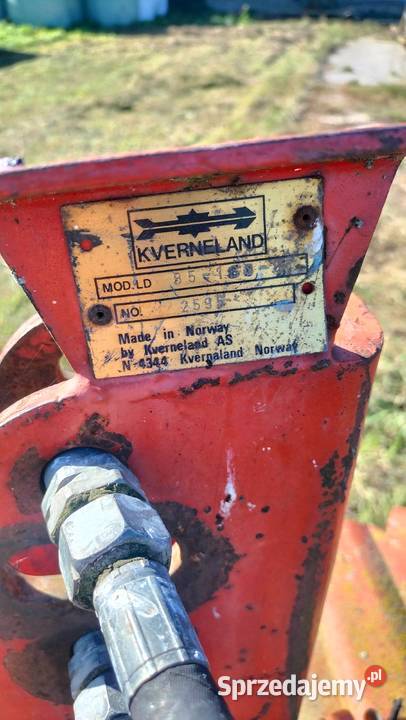 KVERNELAND
MOD. LD 85-160
NO. 2595
Made in Norway
by Kverneland AS
N-4344 Kvernaland Norway
Sprzedajemy.pl